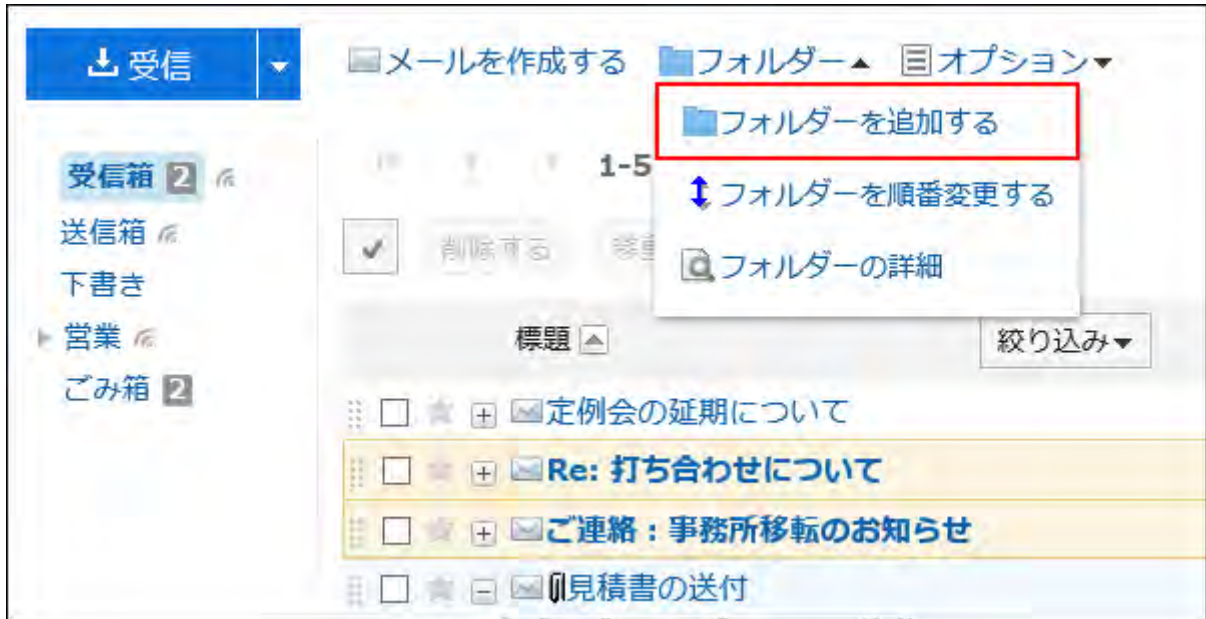 受信
メールを作成する フォルダー オプション
フォルダーを追加する
フォルダーを順番変更する
フォルダーの詳細
受信箱 2
送信箱
下書き
営業
ごみ箱 2
1-5
削除する
標題 絞り込み
定例会の延期について
Re: 打ち合わせについて
ご連絡：事務所移転のお知らせ
見積書の送付